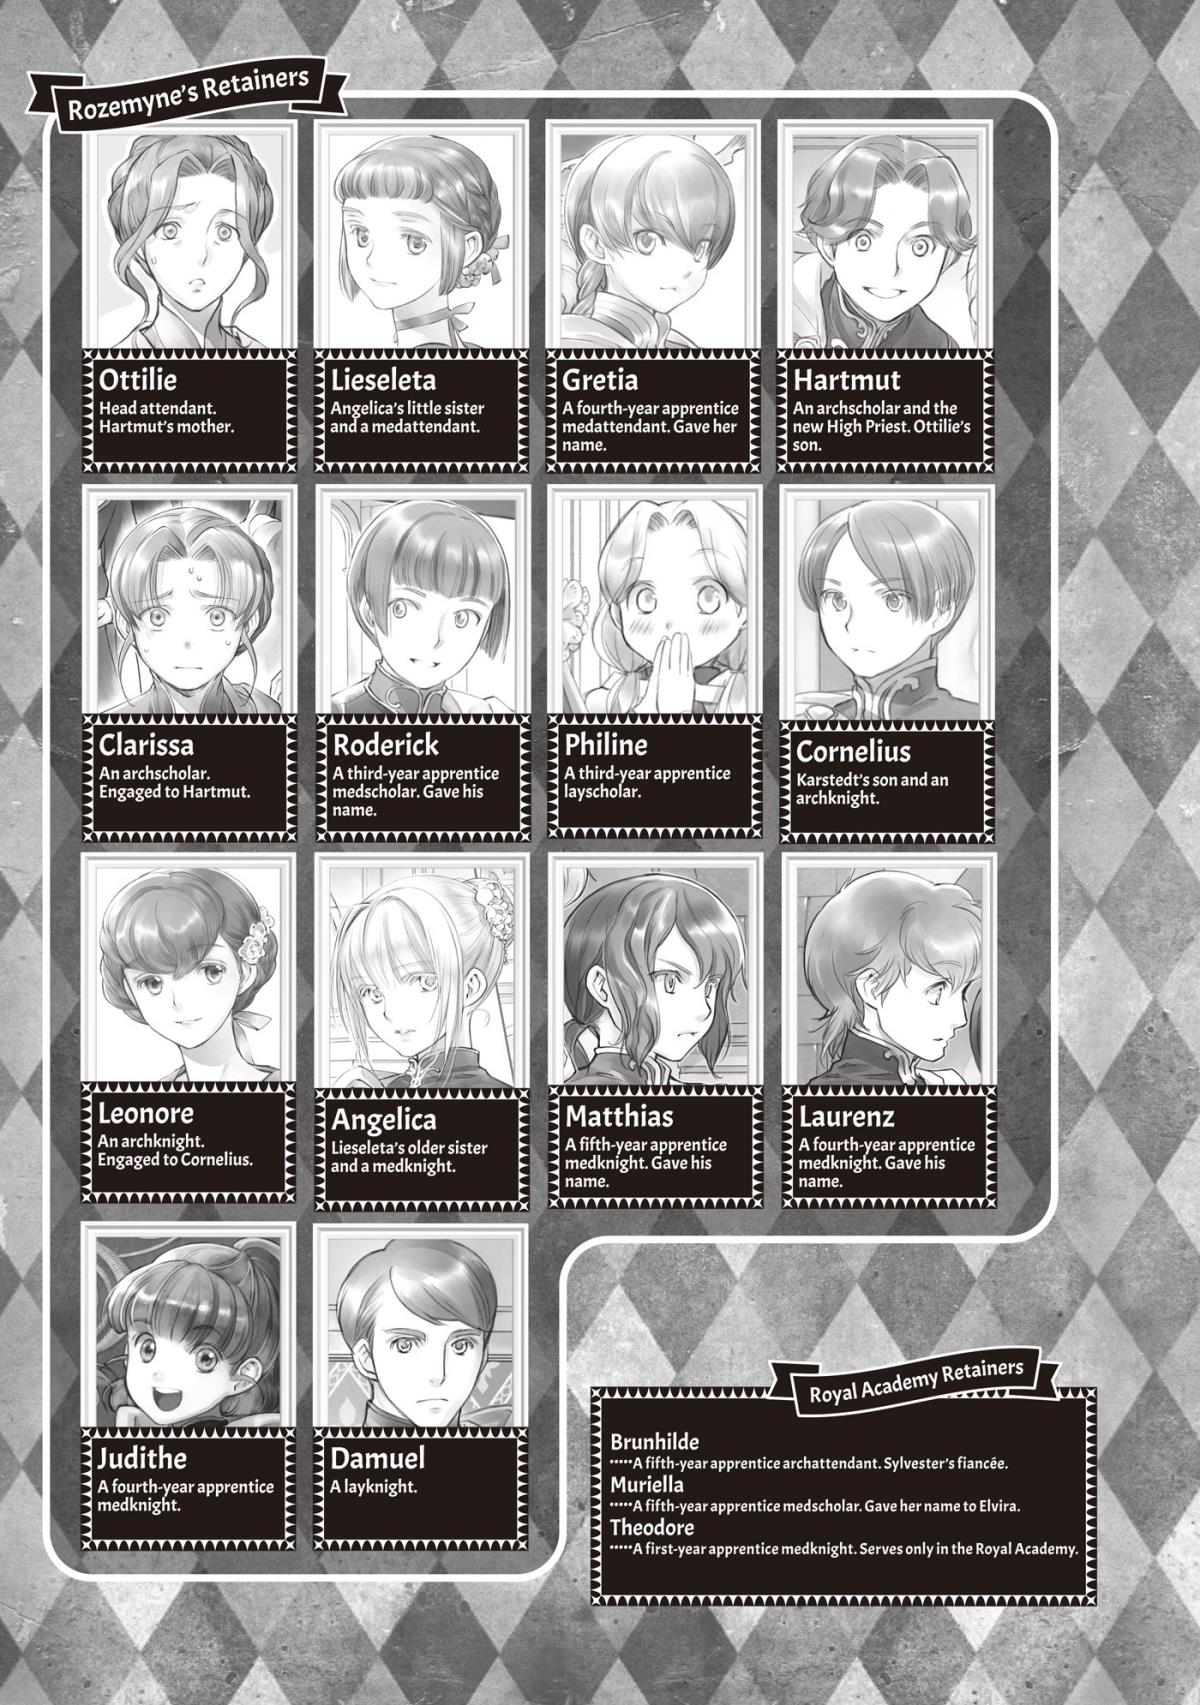 Rozemyne's Retainers
Ottilie
Head attendant.
Hartmut's mother.
Lieseleta
Angelica's little sister
and a medattendant.
Gretia
A fourth-year apprentice
medattendant. Gave her
name.
Hartmut
An archscholar and the
new High Priest. Ottilie's
son.
Clarissa
An archscholar.
Engaged to Hartmut.
Roderick
A third-year apprentice
medscholar. Gave his
name.
Philine
A third-year apprentice
layscholar.
Cornelius
Karstedt's son and an
archknight.
Leonore
An archknight.
Engaged to Cornelius.
Angelica
Lieseleta's older sister
and a medknight.
Matthias
A fifth-year apprentice
medknight. Gave his
name.
Laurenz
A fourth-year apprentice
medknight. Gave his
name.
Judithe
A fourth-year apprentice
medknight.
Damuel
A layknight.
Royal Academy Retainers
Brunhilde
·····A fifth-year apprentice archattendant. Sylvester's fiancée.
Muriella
·····A fifth-year apprentice medscholar. Gave her name to Elvira.
Theodore
·····A first-year apprentice medknight. Serves only in the Royal Academy.